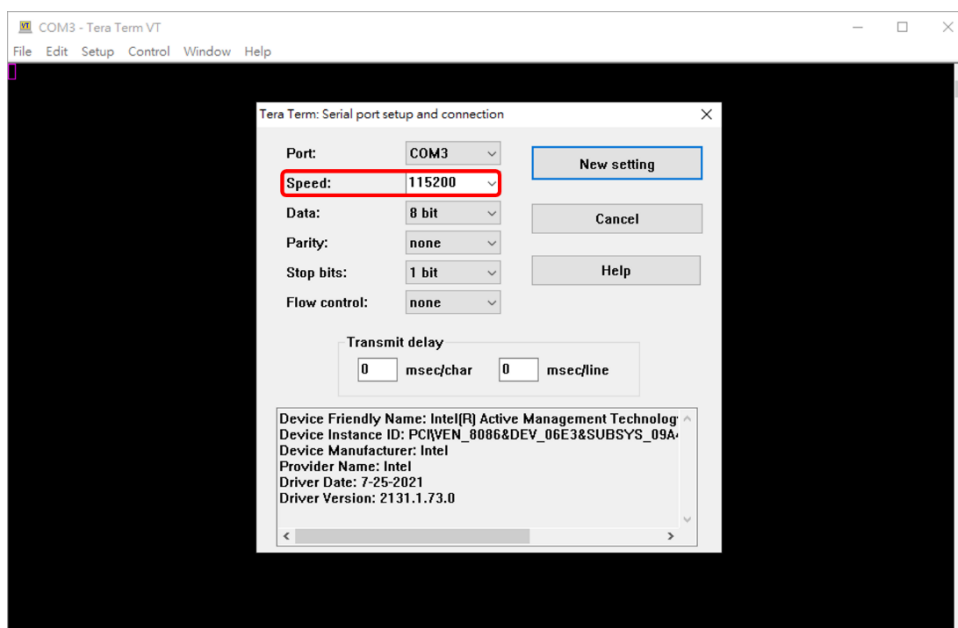 COM3 - Tera Term VT
File Edit Setup Control Window Help
Tera Term: Serial port setup and connection
Port: COM3
New setting
Speed: 115200
Data: 8 bit
Cancel
Parity: none
Stop bits: 1 bit
Help
Flow control: none
Transmit delay
0 msec/char 0 msec/line
Device Friendly Name: Intel(R) Active Management
Device Instance ID: PCI\VEN_8086&DEV_06E3&SUBSYS_09A
Device Manufacturer: Intel
Provider Name: Intel
Driver Date: 7-25-2021
Driver Version: 2131.1.73.0